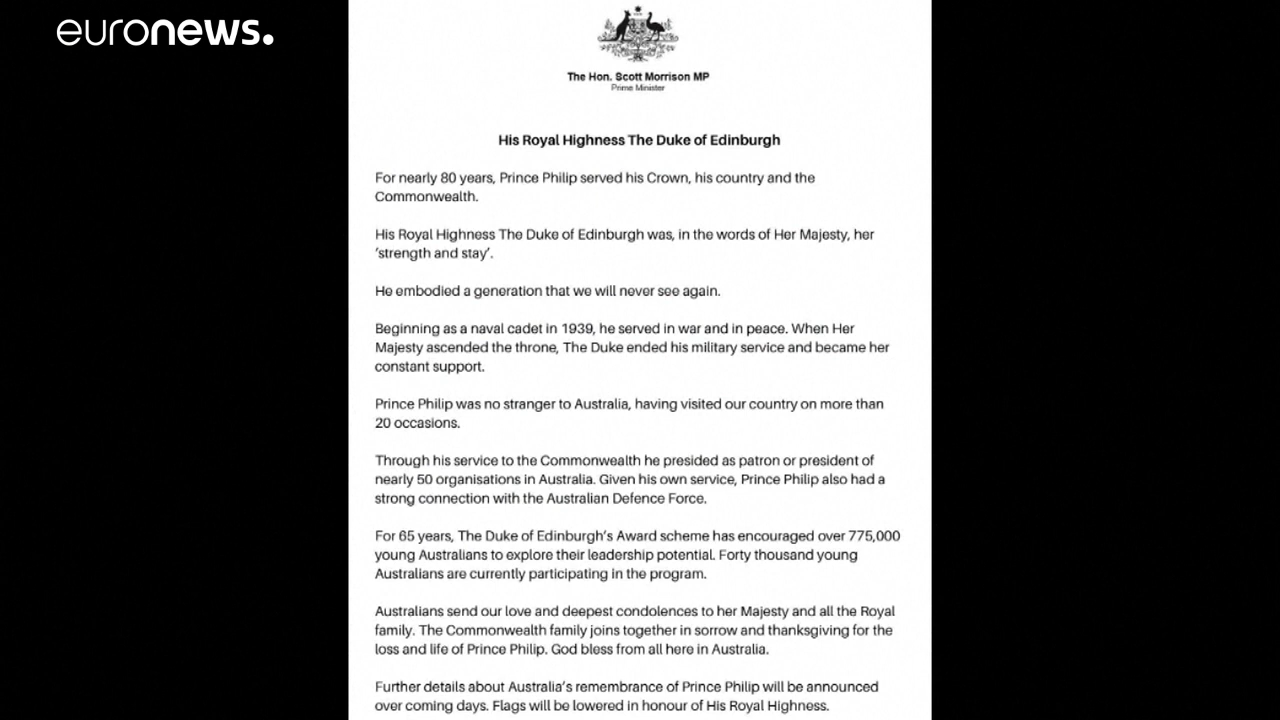 euronews.
The Hon. Scott Morrison MP
Prime Minister
His Royal Highness The Duke of Edinburgh
For nearly 80 years, Prince Philip served his Crown, his country and the
Commonwealth.
His Royal Highness The Duke of Edinburgh was, in the words of Her Majesty, her
‘strength and stay’.
He embodied a generation that we will never see again.
Beginning as a naval cadet in 1939, he served in war and in peace. When Her
Majesty ascended the throne, The Duke ended his military service and became her
constant support.
Prince Philip was no stranger to Australia, having visited our country on more than
20 occasions.
Through his service to the Commonwealth he presided as patron or president of
nearly 50 organisations in Australia. Given his own service, Prince Philip also had a
strong connection with the Australian Defence Force.
For 65 years, The Duke of Edinburgh’s Award scheme has encouraged over 775,000
young Australians to explore their leadership potential. Forty thousand young
Australians are currently participating in the program.
Australians send our love and deepest condolences to her Majesty and all the Royal
family. The Commonwealth family joins together in sorrow and thanksgiving for the
loss and life of Prince Philip. God bless from all here in Australia.
Further details about Australia’s remembrance of Prince Philip will be announced
over coming days. Flags will be lowered in honour of His Royal Highness.